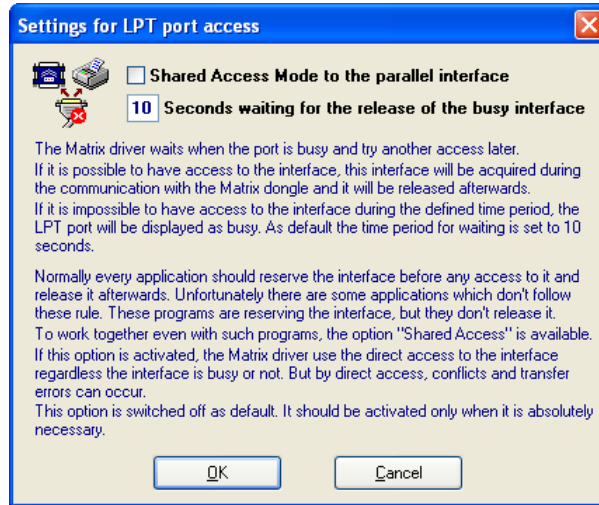 Settings for LPT port access
Shared Access Mode to the parallel interface
10 Seconds waiting for the release of the busy interface
The Matrix driver waits when the port is busy and try another access later.
If it is possible to have access to the interface, this interface will be acquired during
the communication with the Matrix dongle and it will be released afterwards.
If it is impossible to have access to the interface during the defined time period, the
LPT port will be displayed as busy. As default the time period for waiting is set to 10
seconds.
Normally every application should reserve the interface before any access to it and
release it afterwards. Unfortunately there are some applications which don't follow
these rule. These programs are reserving the interface, but they don't release it.
To work together even with such programs, the option "Shared Access" is available.
If this option is activated, the Matrix driver use the direct access to the interface
regardless the interface is busy or not. But by direct access, conflicts and transfer
errors can occur.
This option is switched off as default. It should be activated only when it is absolutely
necessary.
OK Cancel